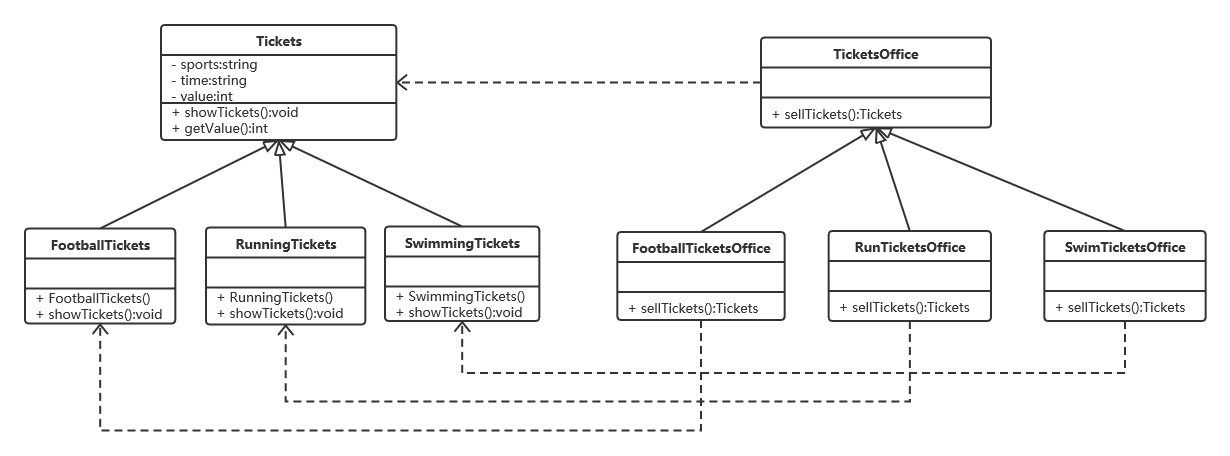 Tickets
- sports:string
- time:string
- value:int
+ showTickets():void
+ getValue():int
TicketsOffice
+ sellTickets():Tickets
FootballTickets
+ FootballTickets()
+ showTickets():void
RunningTickets
+ RunningTickets()
+ showTickets():void
SwimmingTickets
+ SwimmingTickets()
+ showTickets():void
FootballTicketsOffice
+ sellTickets():Tickets
RunTicketsOffice
+ sellTickets():Tickets
SwimTicketsOffice
+ sellTickets():Tickets